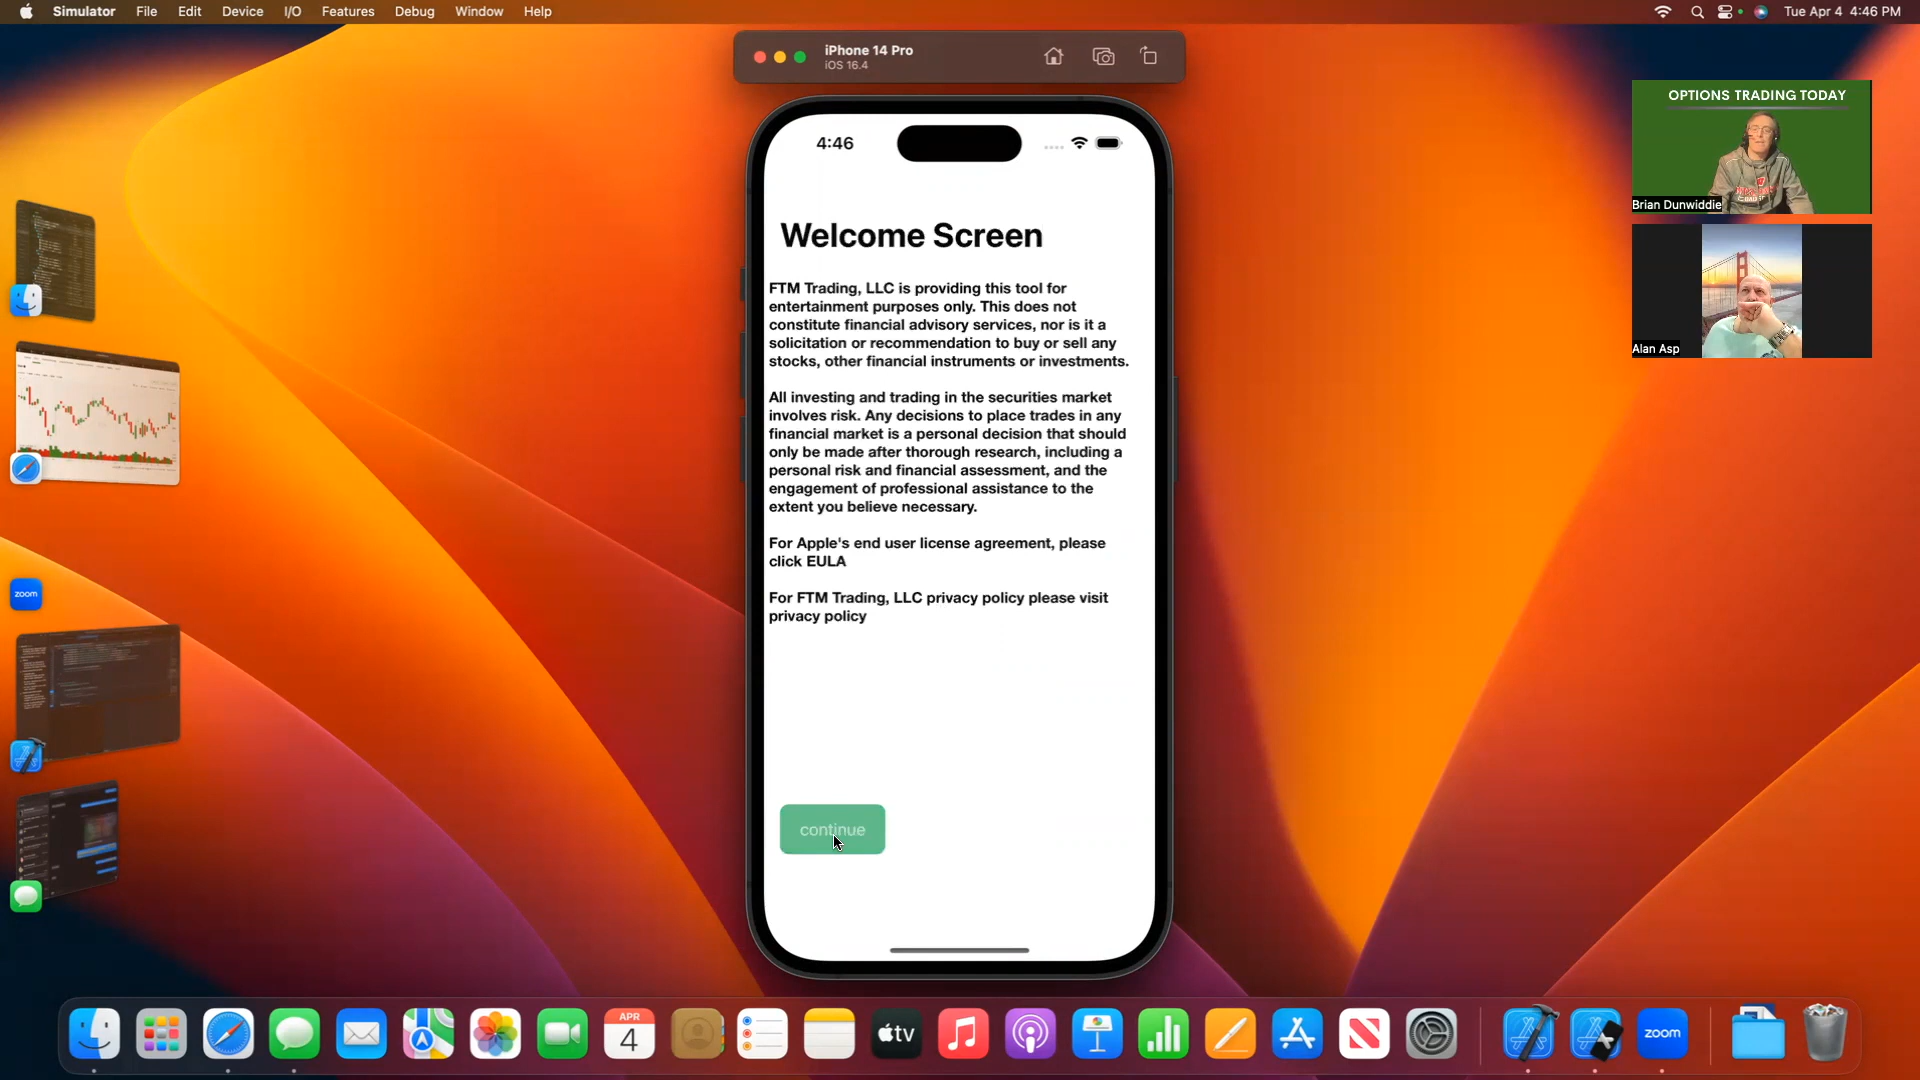 Simulator File Edit Device I/O Features Debug Window Help
Tue Apr 4 4:46 PM
iPhone 14 Pro
iOS 16.4
4:46
Welcome Screen
FTM Trading, LLC is providing this tool for
entertainment purposes only. This does not
constitute financial advisory services, nor is it a
solicitation or recommendation to buy or sell any
stocks, other financial instruments or investments.
All investing and trading in the securities market
involves risk. Any decisions to place trades in any
financial market is a personal decision that should
only be made after thorough research, including a
personal risk and financial assessment, and the
engagement of professional assistance to the
extent you believe necessary.
For Apple's end user license agreement, please
click EULA
For FTM Trading, LLC privacy policy please visit
privacy policy
continue
OPTIONS TRADING TODAY
Brian Dunwiddie
Alan Asp
zoom
APR
4
tv
zoom